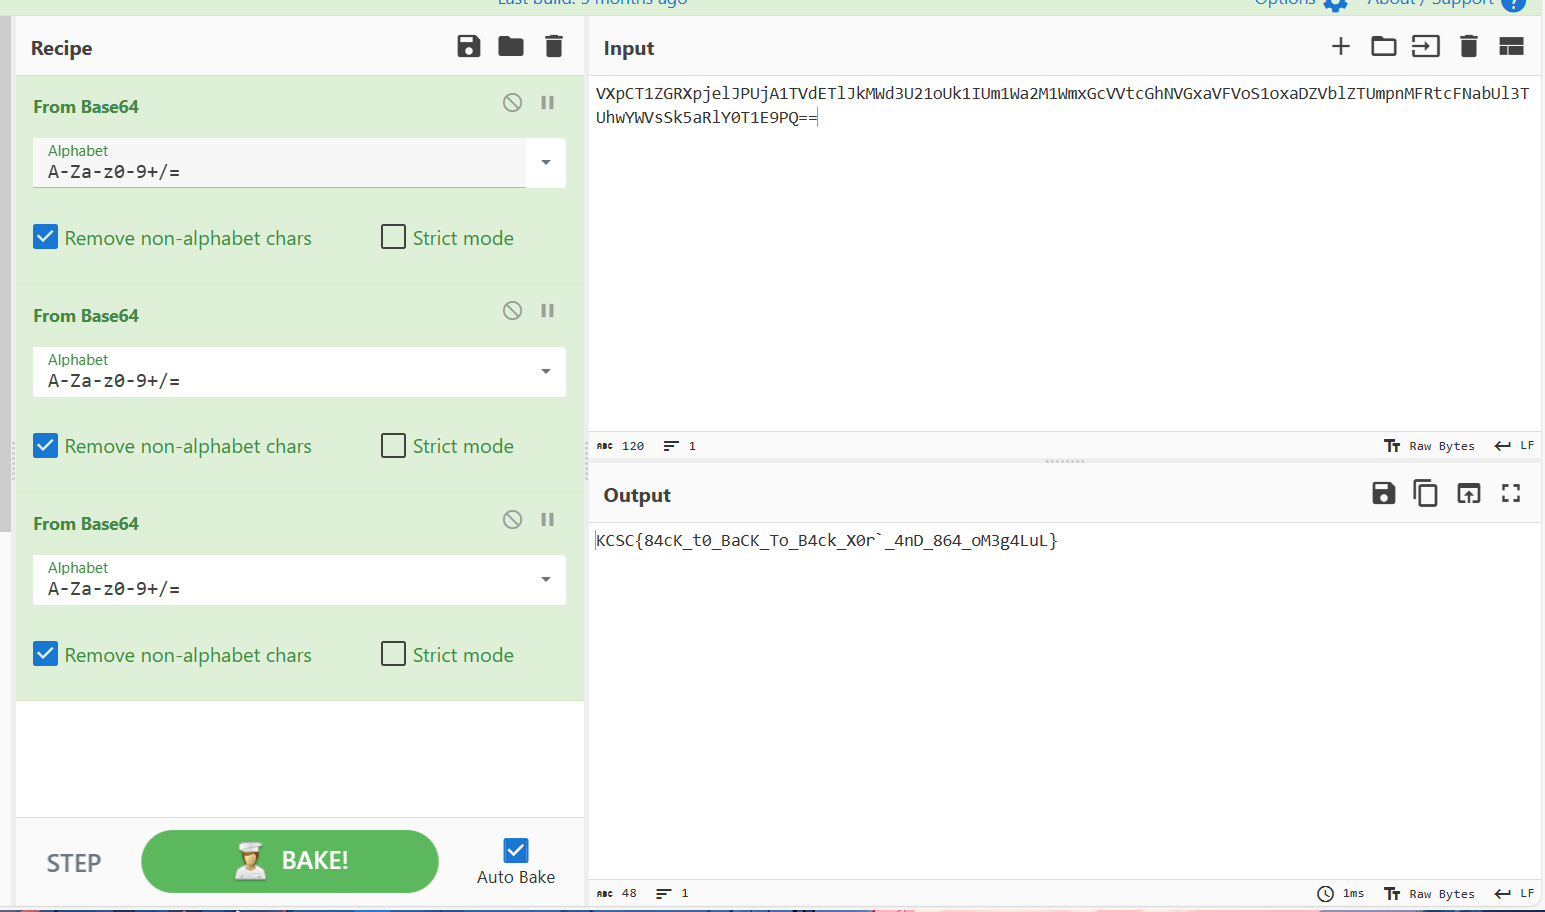 Last build: 9 months ago
Options
About / Support
Recipe
From Base64
Alphabet
A-Za-z0-9+/=
Remove non-alphabet chars
Strict mode
From Base64
Alphabet
A-Za-z0-9+/=
Remove non-alphabet chars
Strict mode
From Base64
Alphabet
A-Za-z0-9+/=
Remove non-alphabet chars
Strict mode
STEP
BAKE!
Auto Bake
Input
VXpCT1ZGRXpjelJPUjA1TVdETlJkMWd3U21oUk1IUm1Wa2M1WmxGcVVtcGhNVGxaVFVoS1oxaDZVblZTUmpnMFRtcFNabUl3T
UhwYWVsSk5aRlY0T1E9PQ==
ABC 120
1
Raw Bytes
LF
Output
KCSC{84cK_t0_BaCK_To_B4ck_X0r`_4nD_864_oM3g4LuL}
ABC 48
1
1ms
Raw Bytes
LF